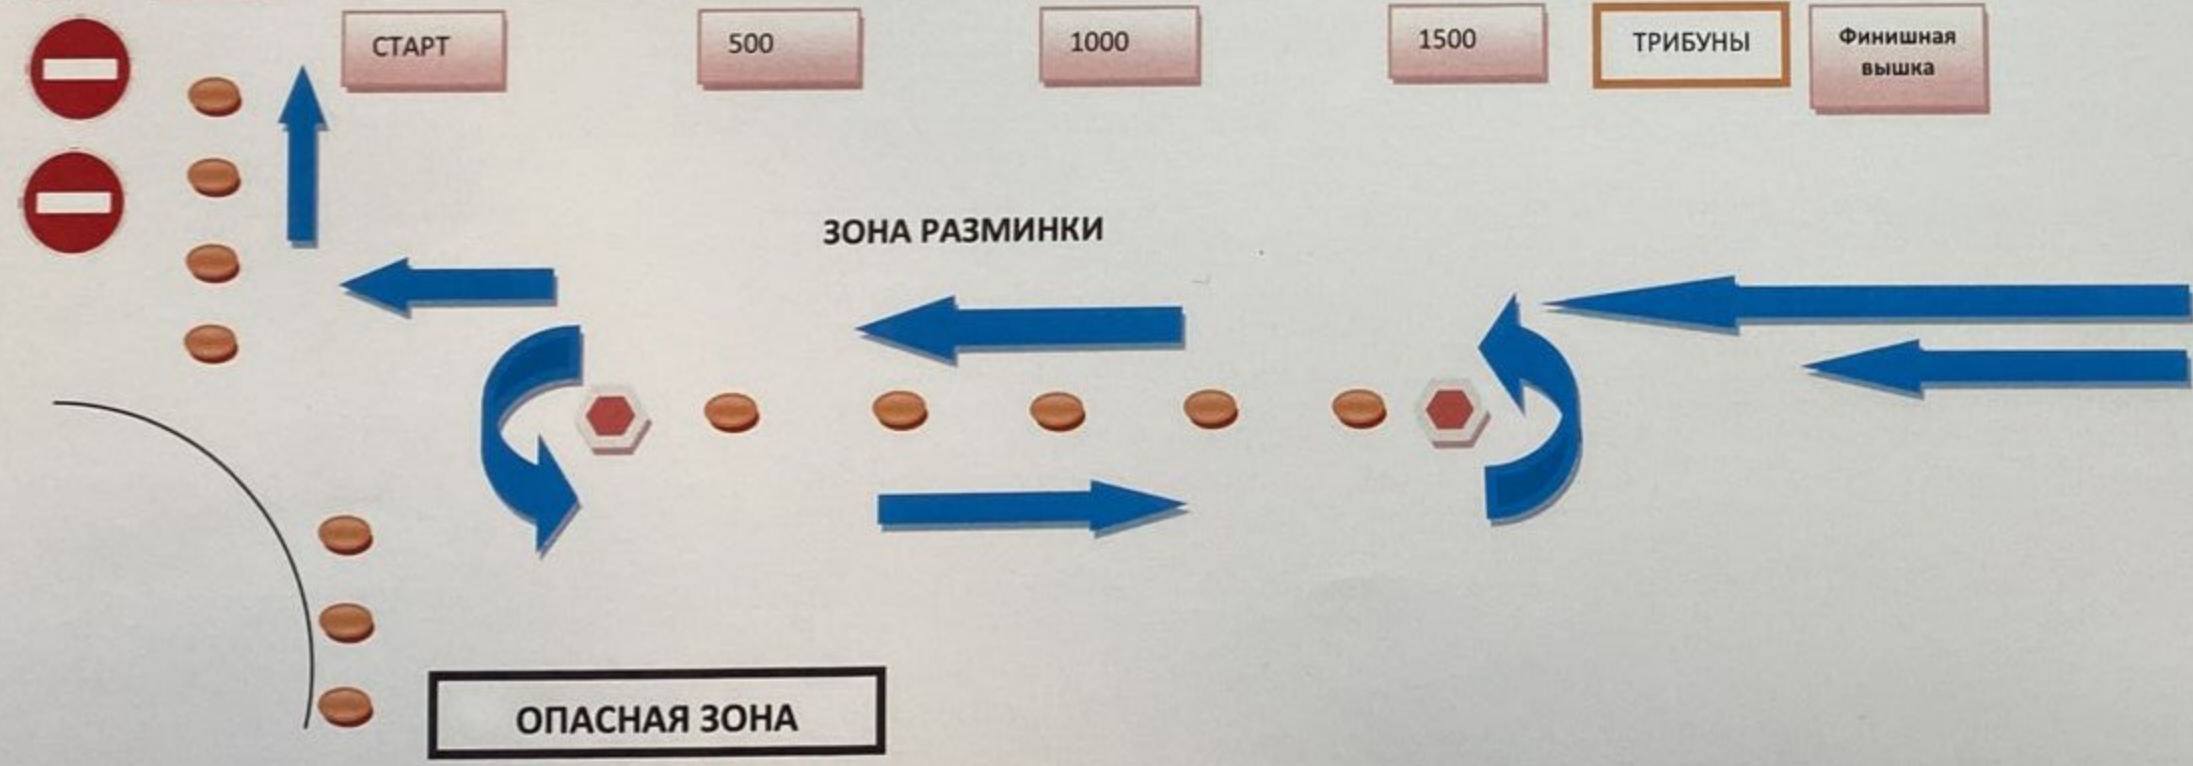 СТАРТ
500
1000
1500
ТРИБУНЫ
Финишная
вышка
ЗОНА РАЗМИНКИ
ОПАСНАЯ ЗОНА